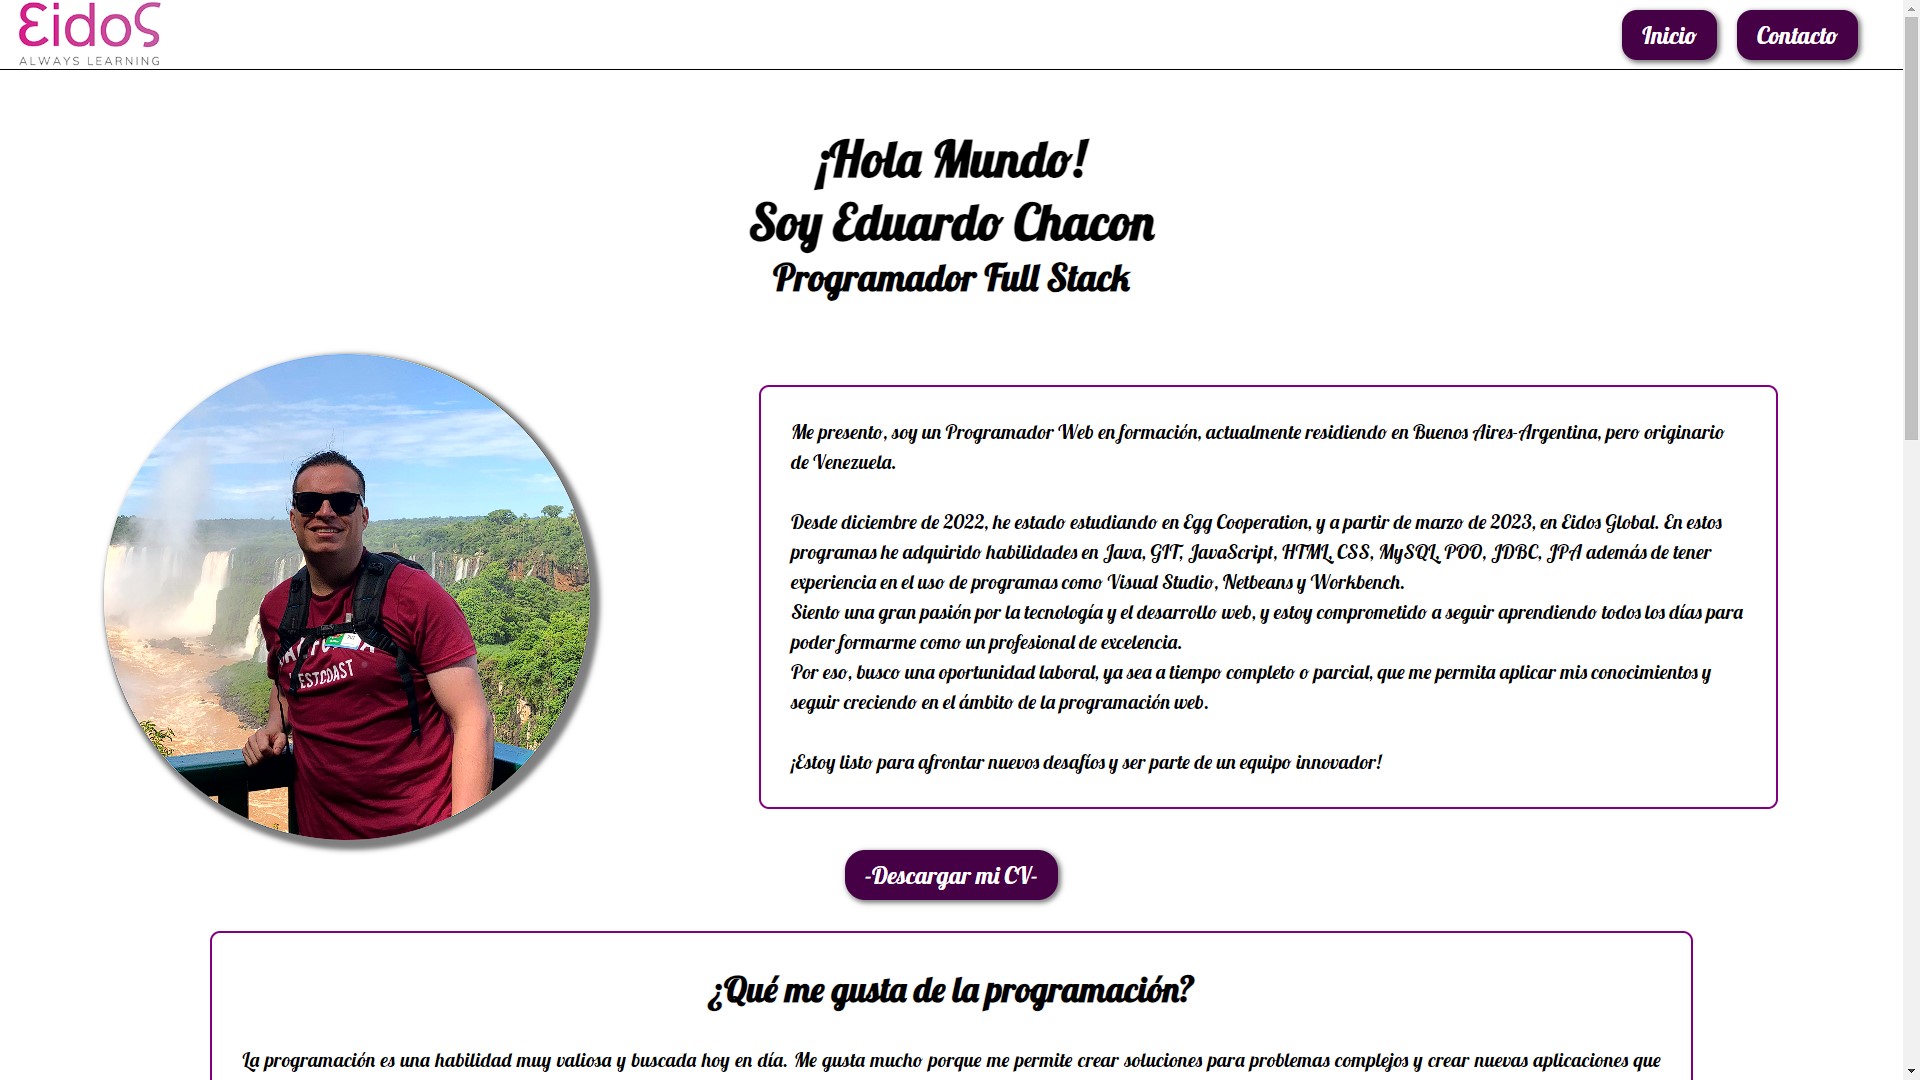 Eidos
ALWAYS LEARNING
Inicio
Contacto
¡Hola Mundo!
Soy Eduardo Chacon
Programador Full Stack
Me presento, soy un Programador Web en formación, actualmente residiendo en Buenos Aires-Argentina, pero originario
de Venezuela.
Desde diciembre de 2022, he estado estudiando en Egg Cooperation, y a partir de marzo de 2023, en Eidos Global. En estos
programas he adquirido habilidades en Java, GIT, JavaScript, HTML, CSS, MySQL, POO, JDBC, JPA además de tener
experiencia en el uso de programas como Visual Studio, Netbeans y Workbench.
Siento una gran pasión por la tecnología y el desarrollo web, y estoy comprometido a seguir aprendiendo todos los días para
poder formarme como un profesional de excelencia.
Por eso, busco una oportunidad laboral, ya sea a tiempo completo o parcial, que me permita aplicar mis conocimientos y
seguir creciendo en el ámbito de la programación web.
¡Estoy listo para afrontar nuevos desafíos y ser parte de un equipo innovador!
-Descargar mi CV-
¿Qué me gusta de la programación?
La programación es una habilidad muy valiosa y buscada hoy en día. Me gusta mucho porque me permite crear soluciones para problemas complejos y crear nuevas aplicaciones que